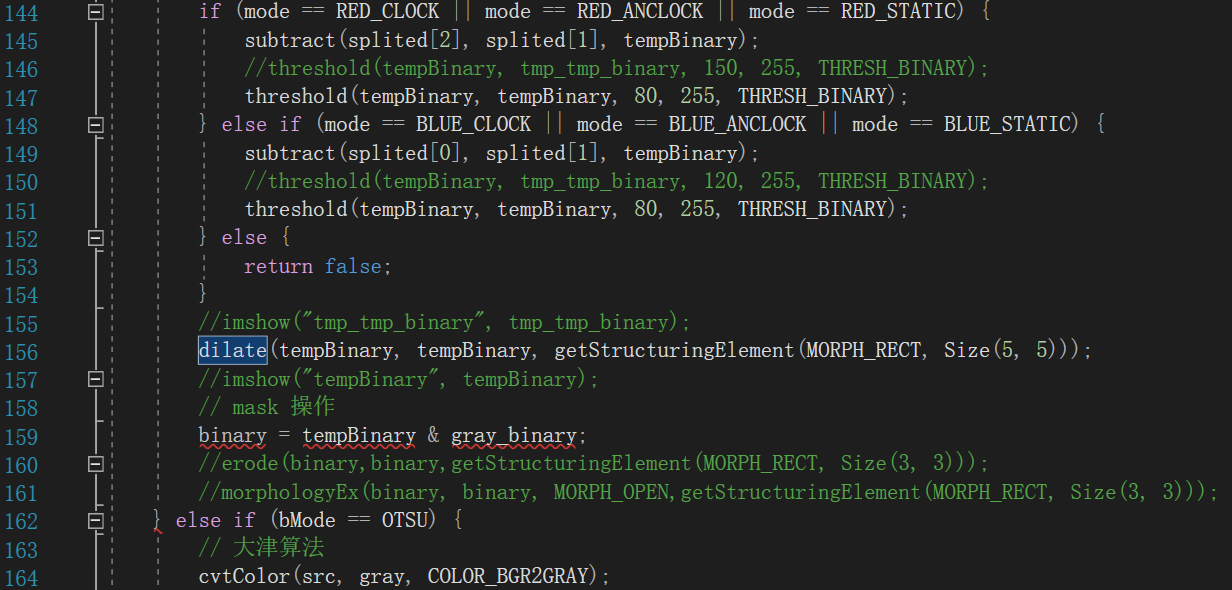 144 if (mode == RED_CLOCK || mode == RED_ANCLOCK || mode == RED_STATIC) {
145 subtract(splited[2], splited[1], tempBinary);
146 //threshold(tempBinary, tmp_tmp_binary, 150, 255, THRESH_BINARY);
147 threshold(tempBinary, tempBinary, 80, 255, THRESH_BINARY);
148 } else if (mode == BLUE_CLOCK || mode == BLUE_ANCLOCK || mode == BLUE_STATIC) {
149 subtract(splited[0], splited[1], tempBinary);
150 //threshold(tempBinary, tmp_tmp_binary, 120, 255, THRESH_BINARY);
151 threshold(tempBinary, tempBinary, 80, 255, THRESH_BINARY);
152 } else {
153 return false;
154 }
155 //imshow("tmp_tmp_binary", tmp_tmp_binary);
156 dilate(tempBinary, tempBinary, getStructuringElement(MORPH_RECT, Size(5, 5)));
157 //imshow("tempBinary", tempBinary);
158 // mask 操作
159 binary = tempBinary & gray_binary;
160 //erode(binary,binary,getStructuringElement(MORPH_RECT, Size(3, 3)));
161 //morphologyEx(binary, binary, MORPH_OPEN,getStructuringElement(MORPH_RECT, Size(3, 3)));
162 } else if (bMode == OTSU) {
163 // 大津算法
164 cvtColor(src, gray, COLOR_BGR2GRAY);